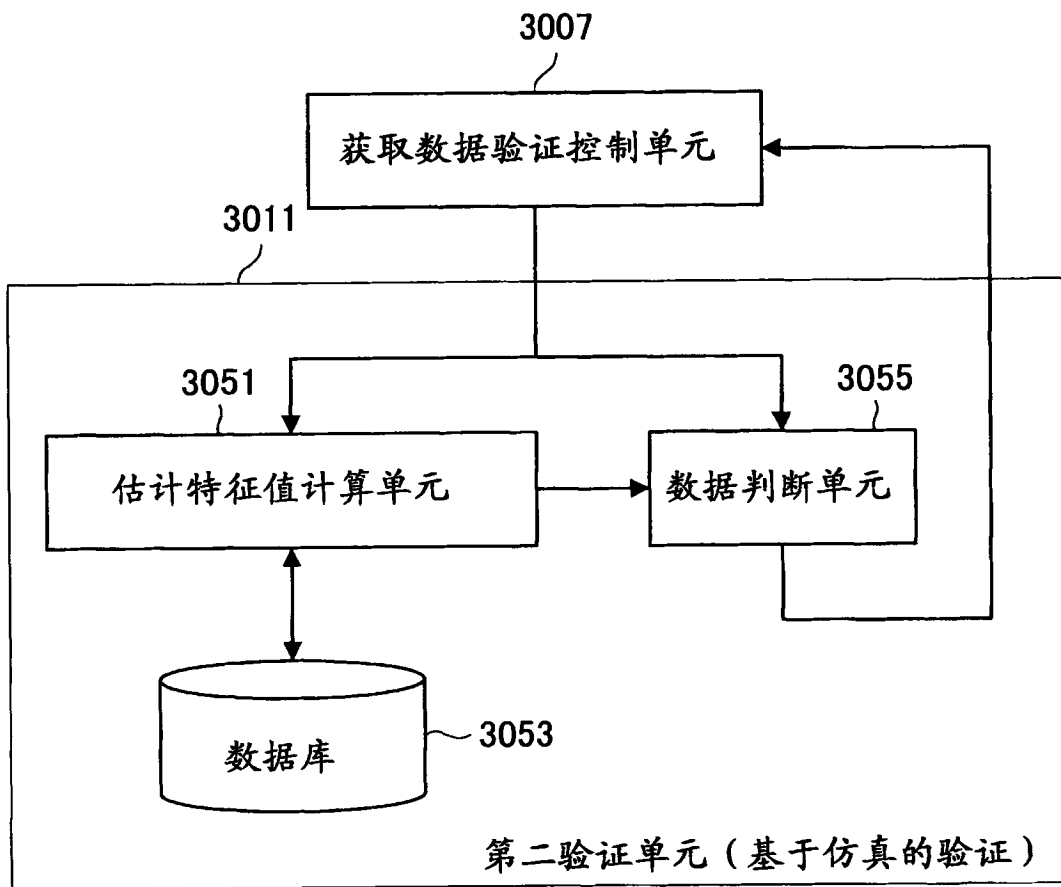 3007
获取数据验证控制单元
3011
3051
估计特征值计算单元
3055
数据判断单元
数据库
3053
第二验证单元（基于仿真的验证）